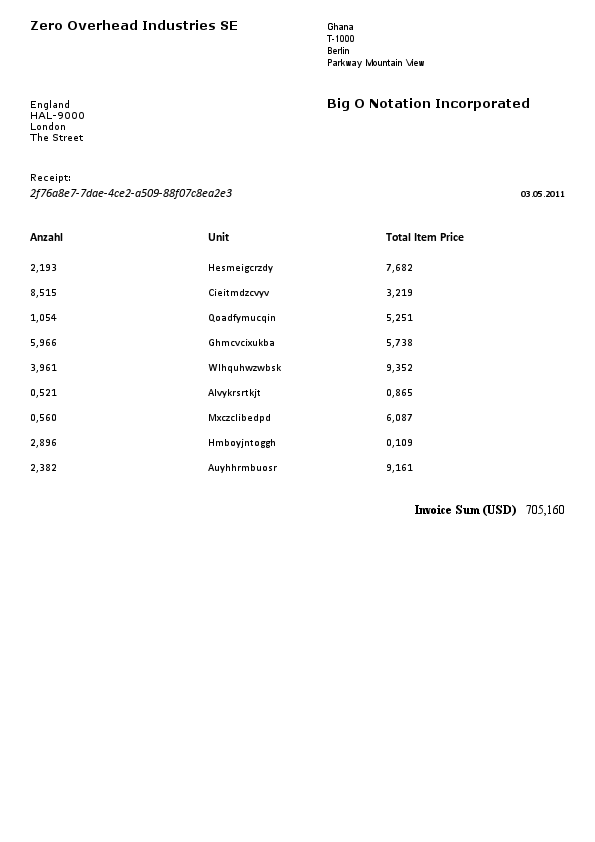 Zero Overhead Industries SE
Ghana
T-1000
Berlin
Parkway Mountain View
England
HAL-9000
London
The Street
Big O Notation Incorporated
Receipt:
2f76a8e7-7dae-4ce2-a509-88f07c8ea2e3
03.05.2011
Anzahl Unit Total Item Price
2,193 Hesmeigcrzdy 7,682
8,515 Cieitmdzcvyv 3,219
1,054 Qoadfymucqin 5,251
5,966 Ghmcvcixukba 5,738
3,961 Wlhquhwzwbsk 9,352
0,521 Alvykrsrtkjt 0,865
0,560 Mxczclibedpd 6,087
2,896 Hmboyjntoggh 0,109
2,382 Auyhhrmbuosr 9,161
Invoice Sum (USD) 705,160